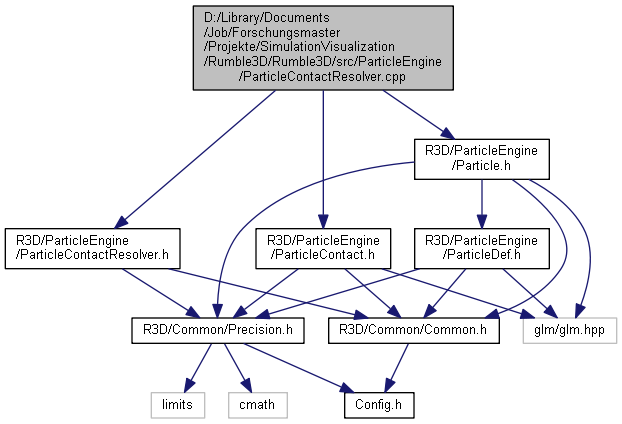 D:/Library/Documents
/Job/Forschungsmaster
/Projekte/SimulationVisualization
/Rumble3D/Rumble3D/src/ParticleEngine
/ParticleContactResolver.cpp
R3D/ParticleEngine
/Particle.h
R3D/ParticleEngine
/ParticleContactResolver.h
R3D/ParticleEngine
/ParticleContact.h
R3D/ParticleEngine
/ParticleDef.h
R3D/Common/Precision.h
R3D/Common/Common.h
glm/glm.hpp
limits
cmath
Config.h